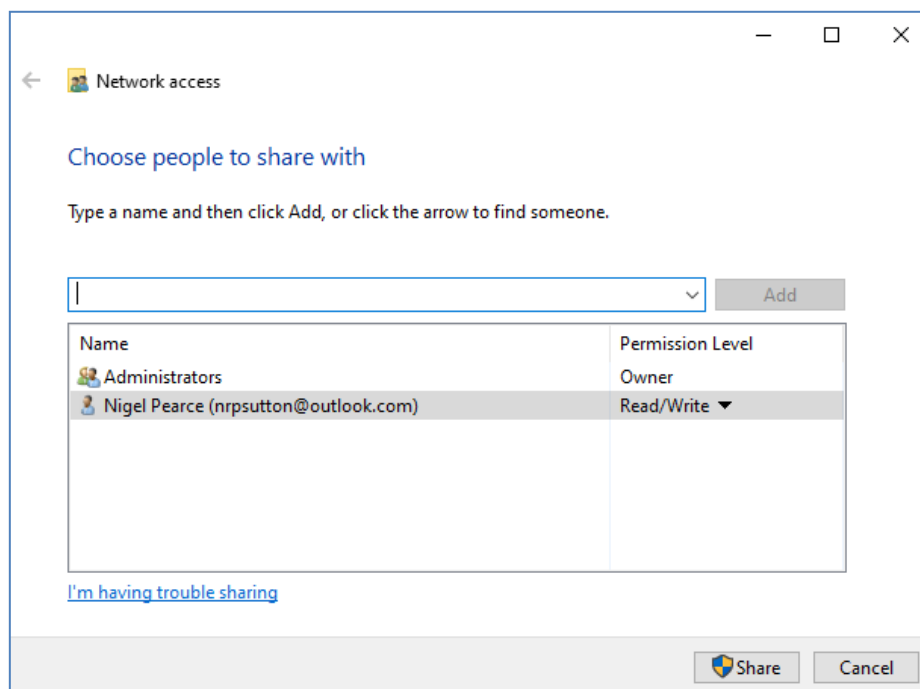 Network access
Choose people to share with
Type a name and then click Add, or click the arrow to find someone.
Add
Name Permission Level
Administrators Owner
Nigel Pearce (nrpsutton@outlook.com) Read/Write
I'm having trouble sharing
Share Cancel